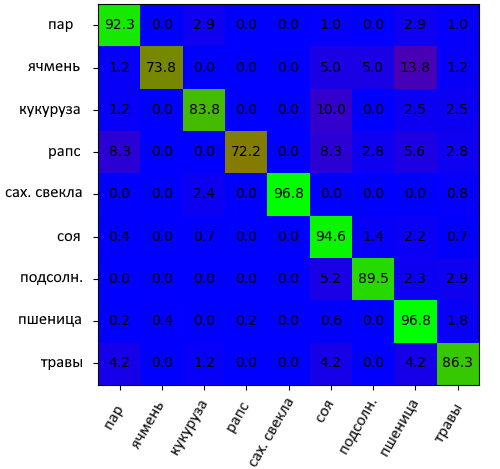 пар 92.3 0.0 2.9 0.0 0.0 1.0 0.0 2.9 1.0
ячмень 1.2 73.8 0.0 0.0 0.0 5.0 5.0 13.8 1.2
кукуруза 1.2 0.0 83.8 0.0 0.0 10.0 0.0 2.5 2.5
рапс 8.3 0.0 0.0 72.2 0.0 8.3 2.8 5.6 2.8
сах. свекла 0.0 0.0 2.4 0.0 96.8 0.0 0.0 0.0 0.8
соя 0.4 0.0 0.7 0.0 0.0 94.6 1.4 2.2 0.7
подсолн. 0.0 0.0 0.0 0.0 0.0 5.2 89.5 2.3 2.9
пшеница 0.2 0.4 0.0 0.2 0.0 0.6 0.0 96.8 1.8
травы 4.2 0.0 1.2 0.0 0.0 4.2 0.0 4.2 86.3
пар ячмень кукуруза рапс сах. свекла соя подсолн. пшеница травы